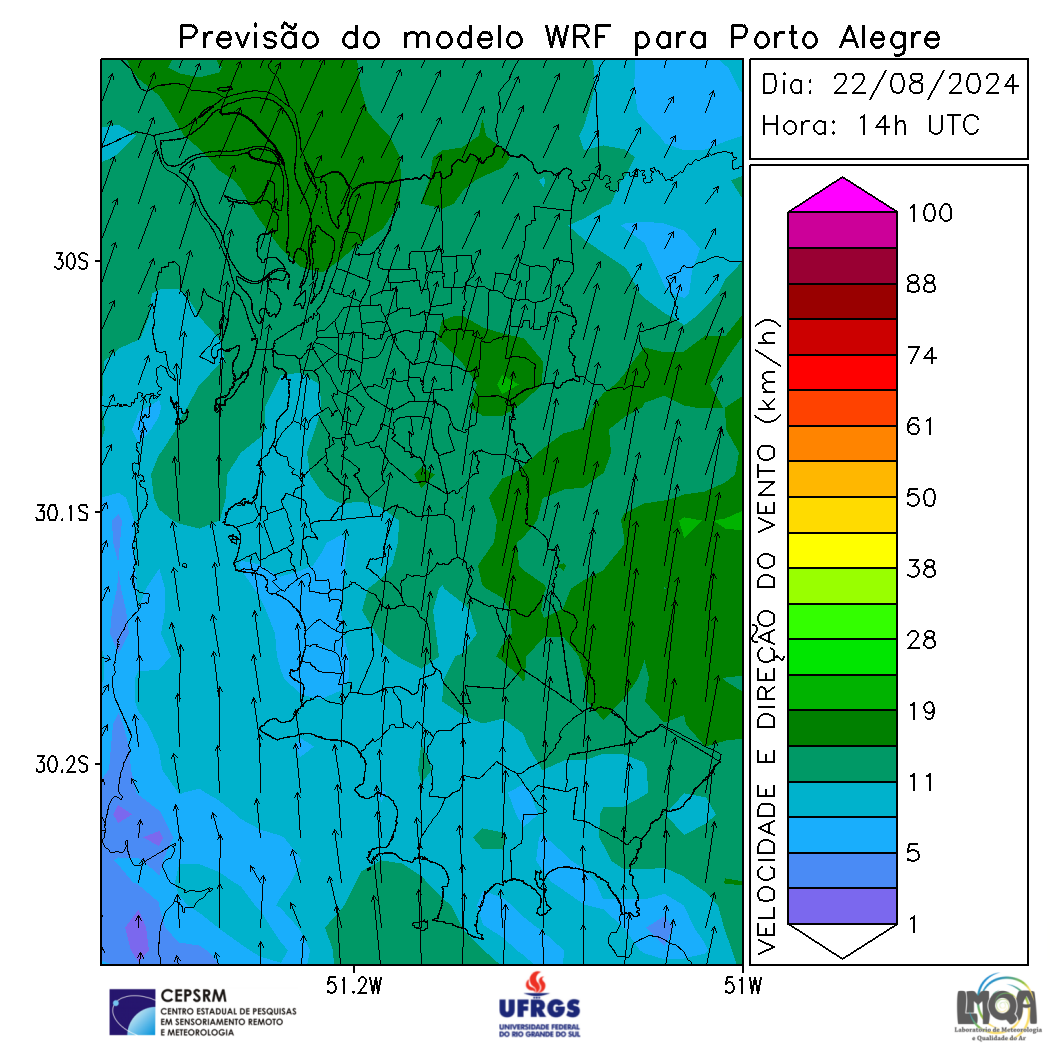 Previsão do modelo WRF para Porto Alegre
Dia: 22/08/2024
Hora: 14h UTC
30S
30.1S
30.2S
51.2W
51W
VELOCIDADE E DIREÇÃO DO VENTO (km/h)
100
88
74
61
50
38
28
19
11
5
1
CEPSRM
CENTRO ESTADUAL DE PESQUISAS
EM SENSORIAMENTO REMOTO
E METEOROLOGIA
UFRGS
UNIVERSIDADE FEDERAL
DO RIO GRANDE DO SUL
LMQA
Laboratório de Meteorologia
e Qualidade do Ar